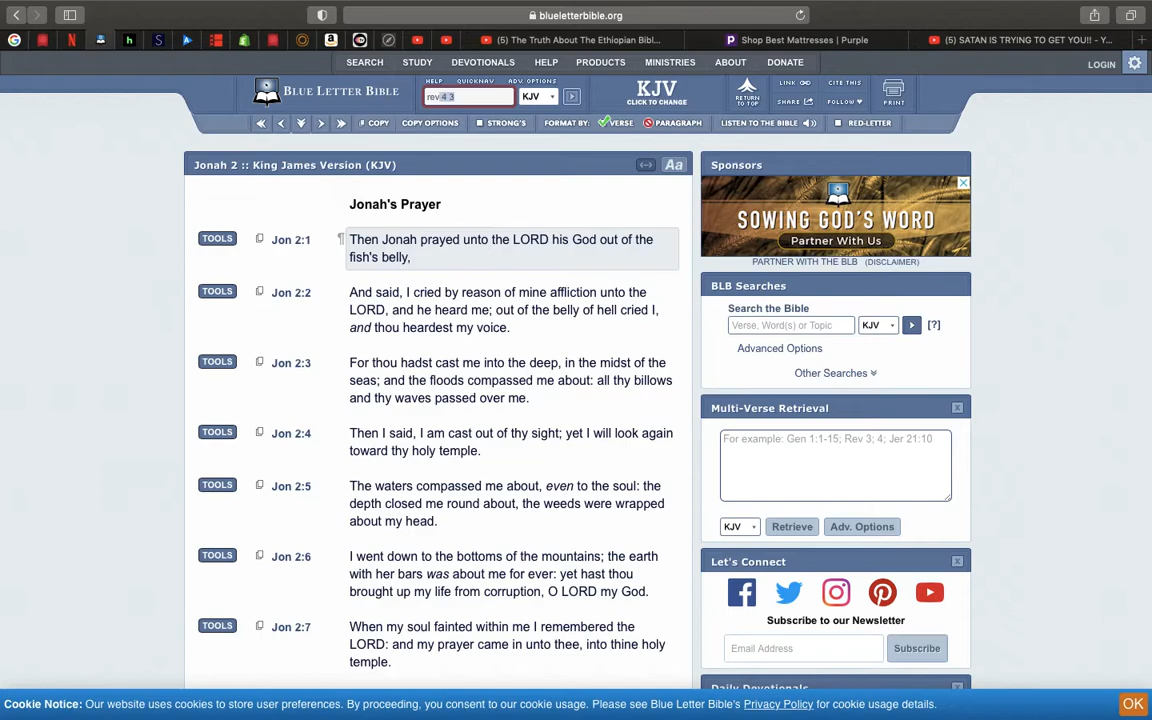 blueletterbible.org
(5) The Truth About The Ethiopian Bibl...
Shop Best Mattresses | Purple
(5) SATAN IS TRYING TO GET YOU!! - Y...
SEARCH STUDY DEVOTIONALS HELP PRODUCTS MINISTRIES ABOUT DONATE LOGIN
HELP QUICKNAV ADV. OPTIONS
BLUE LETTER BIBLE
rev 4 3
KJV
KJV
CLICK TO CHANGE
RETURN
TO TOP
LINK
CITE THIS
SHARE
FOLLOW
PRINT
COPY COPY OPTIONS STRONG'S FORMAT BY: VERSE PARAGRAPH LISTEN TO THE BIBLE RED-LETTER
Jonah 2 :: King James Version (KJV)
Aa
Jonah's Prayer
TOOLS Jon 2:1 ¶ Then Jonah prayed unto the LORD his God out of the
fish's belly,
TOOLS Jon 2:2 And said, I cried by reason of mine affliction unto the
LORD, and he heard me; out of the belly of hell cried I,
and thou heardest my voice.
TOOLS Jon 2:3 For thou hadst cast me into the deep, in the midst of the
seas; and the floods compassed me about: all thy billows
and thy waves passed over me.
TOOLS Jon 2:4 Then I said, I am cast out of thy sight; yet I will look again
toward thy holy temple.
TOOLS Jon 2:5 The waters compassed me about, even to the soul: the
depth closed me round about, the weeds were wrapped
about my head.
TOOLS Jon 2:6 I went down to the bottoms of the mountains; the earth
with her bars was about me for ever: yet hast thou
brought up my life from corruption, O LORD my God.
TOOLS Jon 2:7 When my soul fainted within me I remembered the
LORD: and my prayer came in unto thee, into thine holy
temple.
Sponsors
SOWING GOD'S WORD
Partner With Us
PARTNER WITH THE BLB (DISCLAIMER)
BLB Searches
Search the Bible
Verse, Word(s) or Topic KJV [?]
Advanced Options
Other Searches
Multi-Verse Retrieval
For example: Gen 1:1-15; Rev 3; 4; Jer 21:10
KJV Retrieve Adv. Options
Let's Connect
Subscribe to our Newsletter
Email Address Subscribe
Daily Devotionals
Cookie Notice: Our website uses cookies to store user preferences. By proceeding, you consent to our cookie usage. Please see Blue Letter Bible's Privacy Policy for cookie usage details. OK